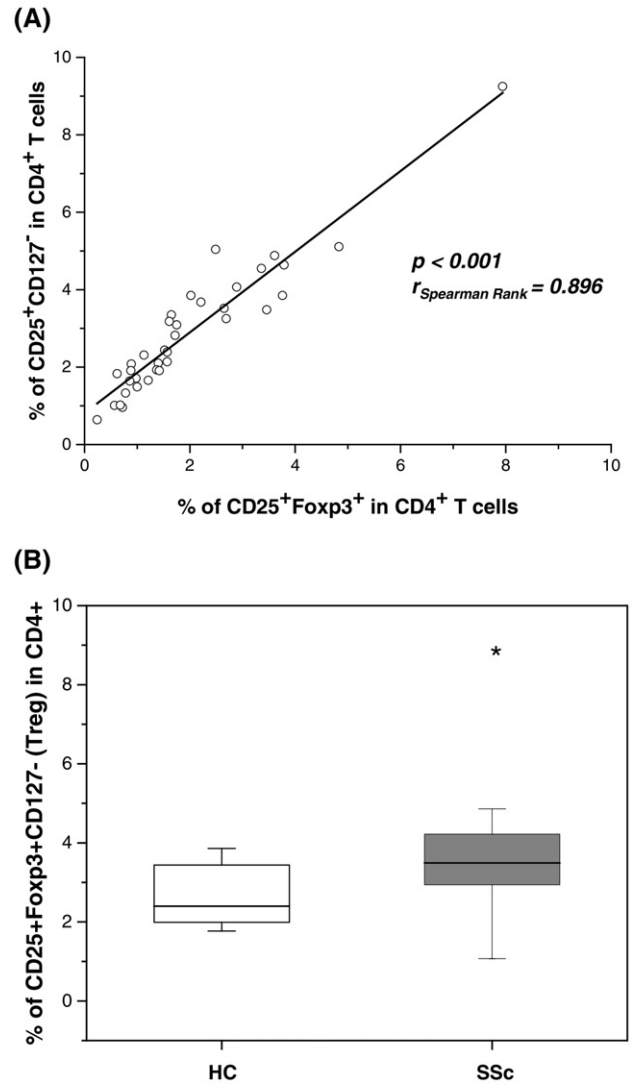 (A)
% of CD25+CD127- in CD4+ T cells
10
8
6
4
2
0
p < 0.001
rSpearman Rank = 0.896
0 2 4 6 8 10
% of CD25+Foxp3+ in CD4+ T cells
(B)
% of CD25+Foxp3+CD127- (Treg) in CD4+
10
8
6
4
2
0
*
HC SSc